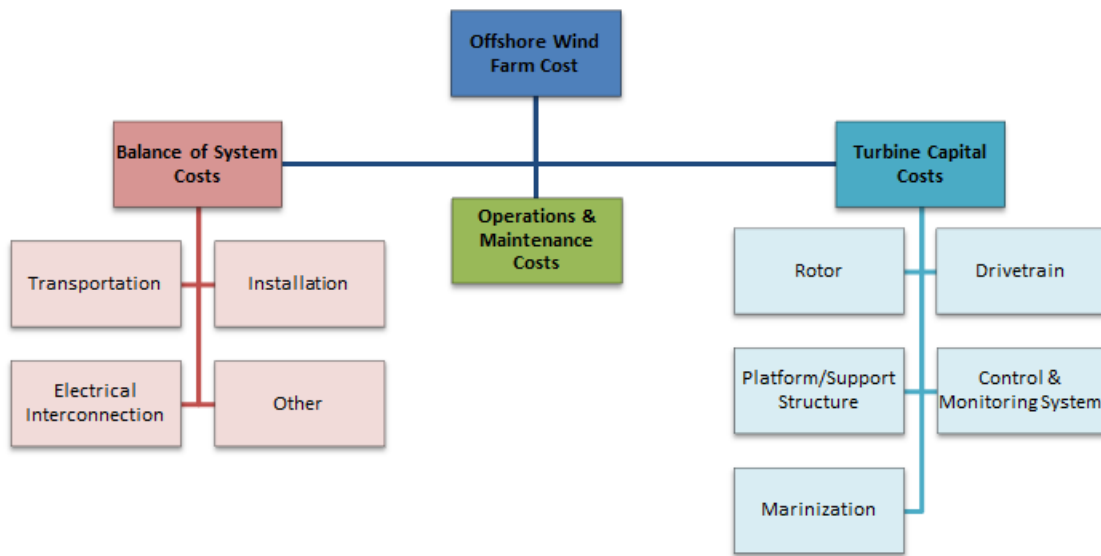 Offshore Wind
Farm Cost
Balance of System
Costs
Turbine Capital
Costs
Operations &
Maintenance
Costs
Transportation
Installation
Electrical
Interconnection
Other
Rotor
Drivetrain
Platform/Support
Structure
Control &
Monitoring System
Marinization